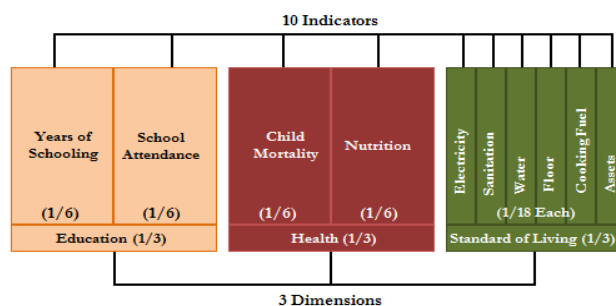 10 Indicators
Years of
Schooling
(1/6)
School
Attendance
(1/6)
Education (1/3)
Child
Mortality
(1/6)
Nutrition
(1/6)
Health (1/3)
Electricity
Sanitation
Water
Floor
Cooking Fuel
Assets
(1/18 Each)
Standard of Living (1/3)
3 Dimensions